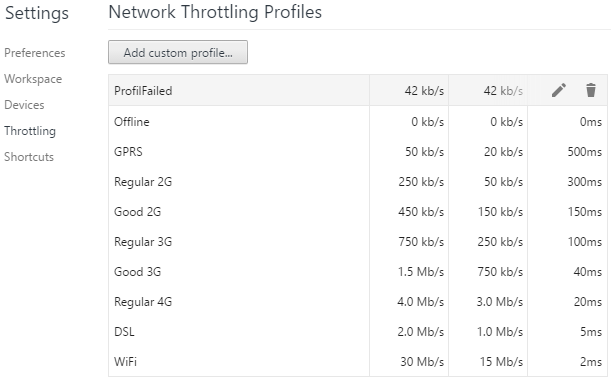 Settings
Network Throttling Profiles
Preferences
Workspace
Devices
Throttling
Shortcuts
Add custom profile...
ProfilFailed 42 kb/s 42 kb/s
Offline 0 kb/s 0 kb/s 0ms
GPRS 50 kb/s 20 kb/s 500ms
Regular 2G 250 kb/s 50 kb/s 300ms
Good 2G 450 kb/s 150 kb/s 150ms
Regular 3G 750 kb/s 250 kb/s 100ms
Good 3G 1.5 Mb/s 750 kb/s 40ms
Regular 4G 4.0 Mb/s 3.0 Mb/s 20ms
DSL 2.0 Mb/s 1.0 Mb/s 5ms
WiFi 30 Mb/s 15 Mb/s 2ms